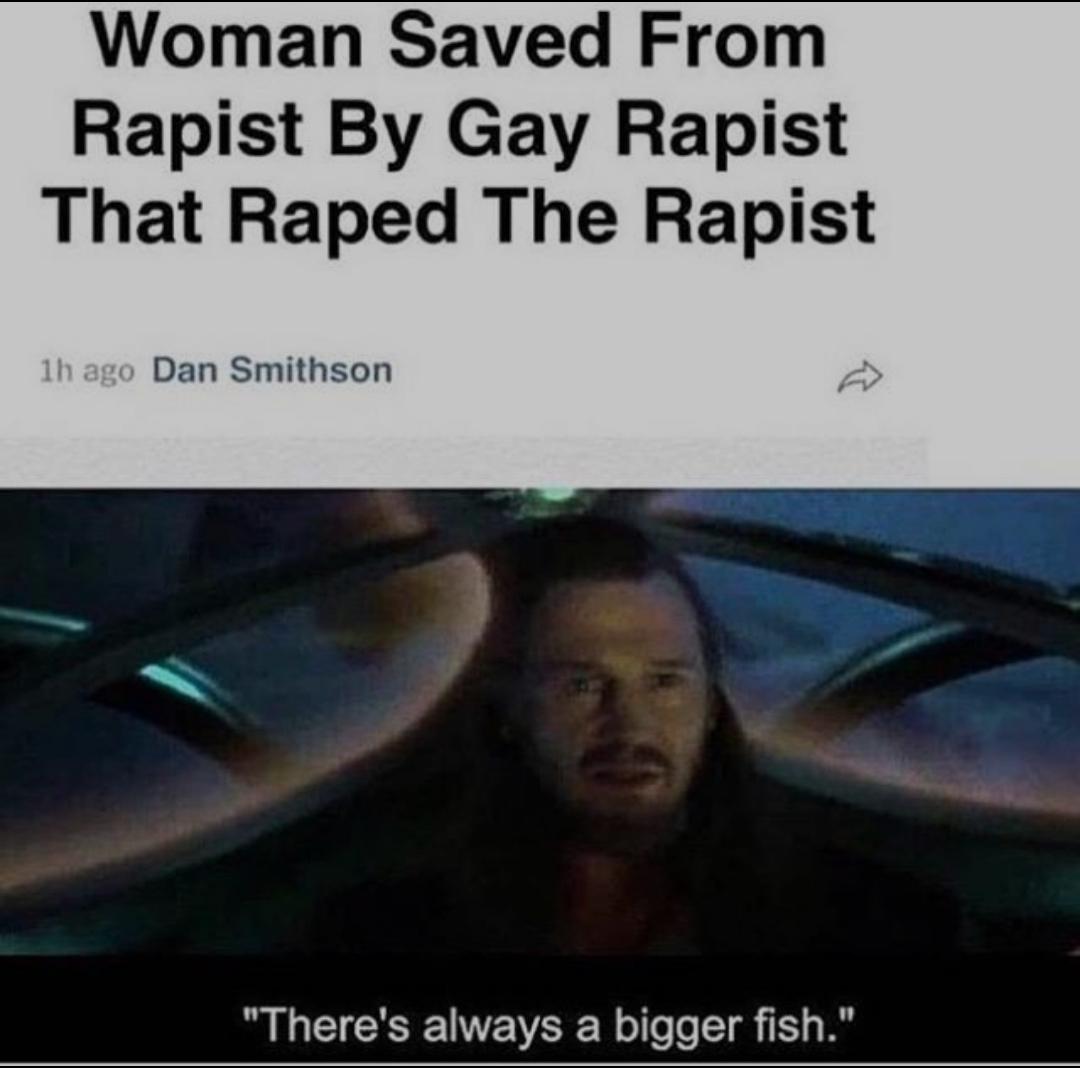 Woman Saved From
Rapist By Gay Rapist
That Raped The Rapist
1h ago Dan Smithson
"There's always a bigger fish."